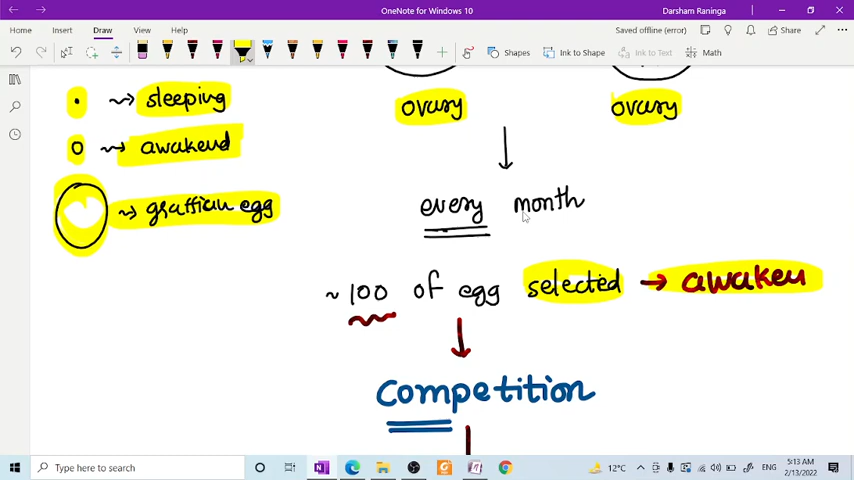 OneNote for Windows 10
Darsham Raninga
Home Insert Draw View Help
Saved offline (error)
Share
Shapes
Ink to Shape
Ink to Text
Math
sleeping
awakend
graffian egg
ovary
ovary
every month
~100 of egg selected → awaken
Competition
Type here to search
12°C
ENG
5:13 AM
2/13/2022